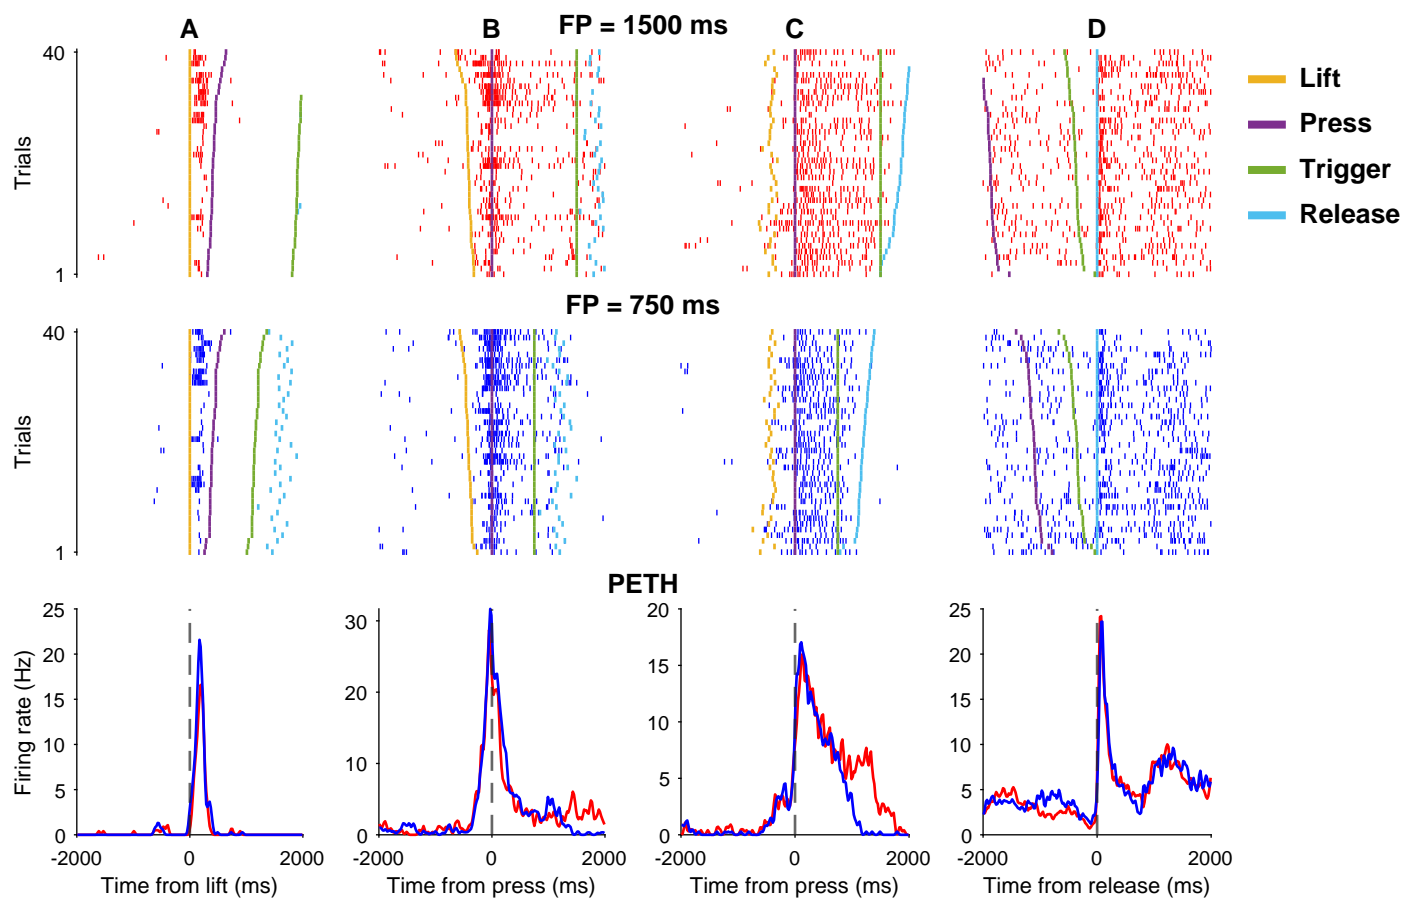 FP = 1500 ms
A B C D
40
Trials
1
Lift
Press
Trigger
Release
FP = 750 ms
40
Trials
1
PETH
Firing rate (Hz)
25
20
15
10
5
0
-2000 0 2000
Time from lift (ms)
30
20
10
0
-2000 0 2000
Time from press (ms)
20
15
10
5
0
-2000 0 2000
Time from press (ms)
25
20
15
10
5
0
-2000 0 2000
Time from release (ms)